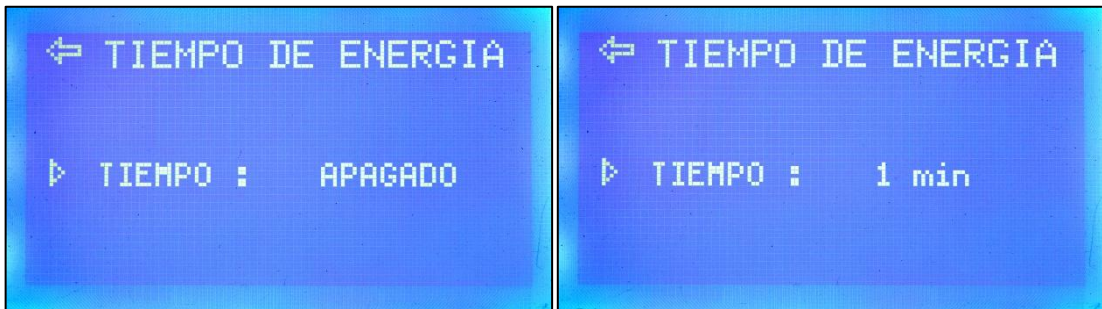 TIEMPO DE ENERGIA
TIEMPO : APAGADO
TIEMPO DE ENERGIA
TIEMPO : 1 min